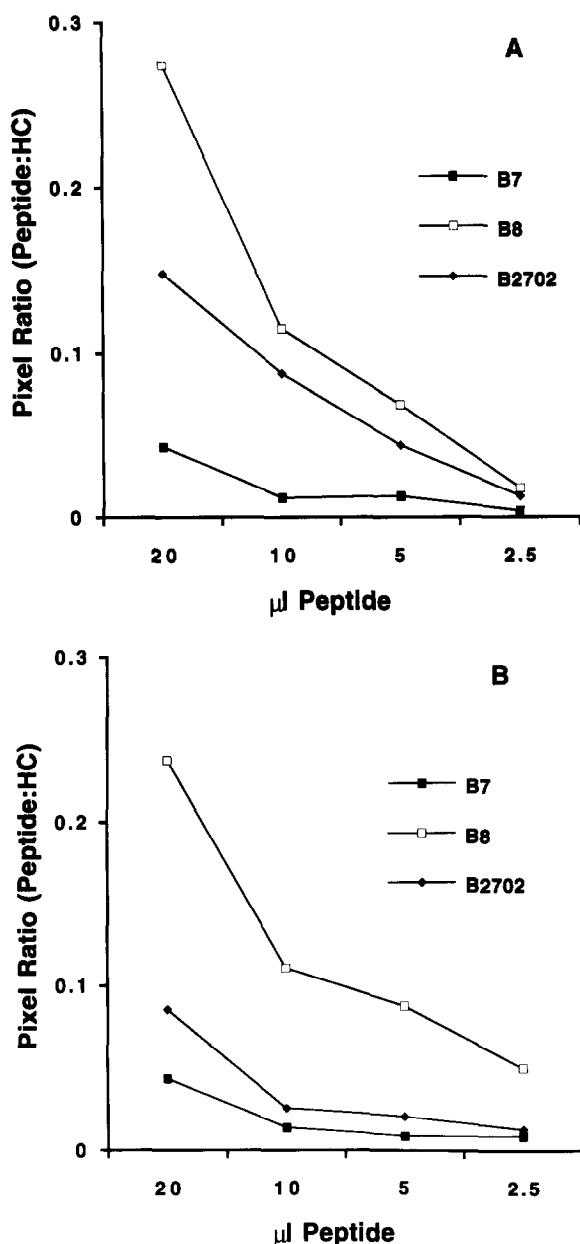 A
0.3
0.2
0.1
0
Pixel Ratio (Peptide:HC)
B7
B8
B2702
20 10 5 2.5
µl Peptide
B
0.3
0.2
0.1
0
Pixel Ratio (Peptide:HC)
B7
B8
B2702
20 10 5 2.5
µl Peptide